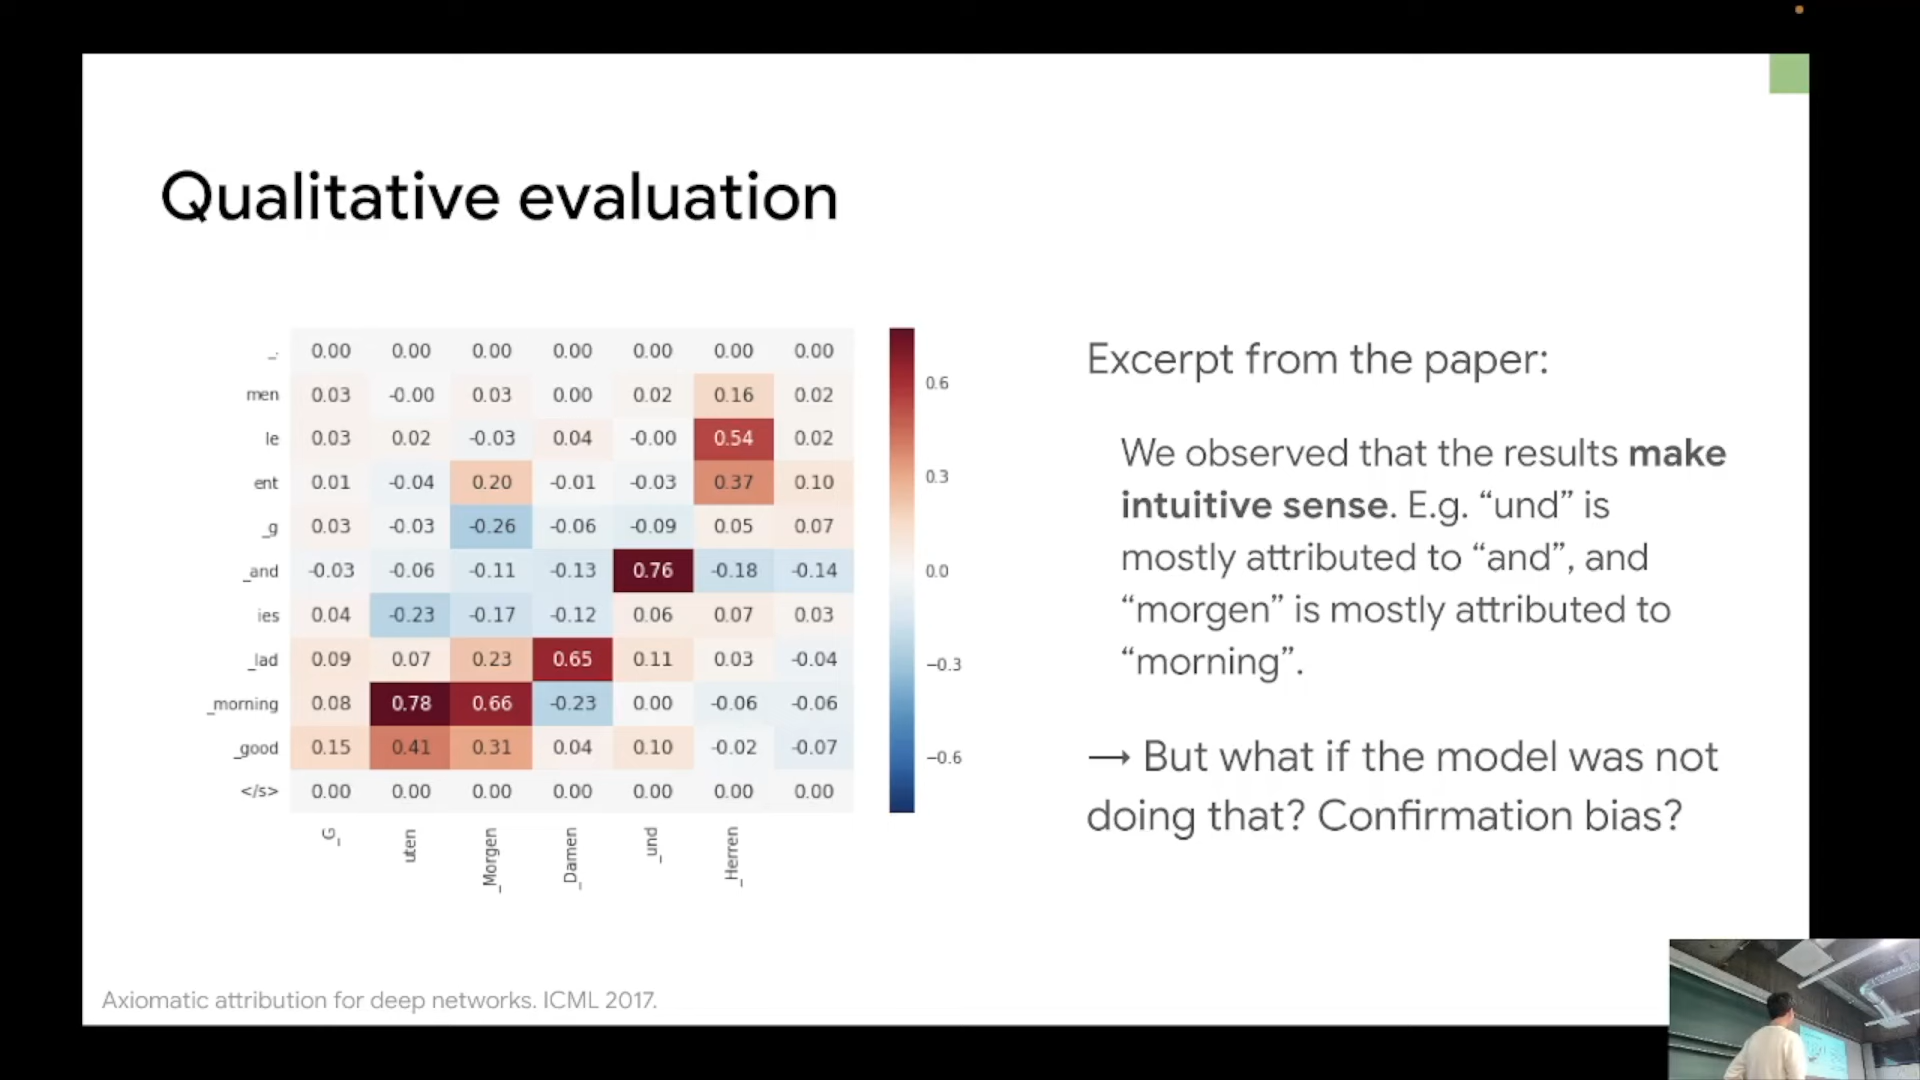 Qualitative evaluation
_. 0.00 0.00 0.00 0.00 0.00 0.00 0.00
men 0.03 -0.00 0.03 0.00 0.02 0.16 0.02
le 0.03 0.02 -0.03 0.04 -0.00 0.54 0.02
ent 0.01 -0.04 0.20 -0.01 -0.03 0.37 0.10
_g 0.03 -0.03 -0.26 -0.06 -0.09 0.05 0.07
_and -0.03 -0.06 -0.11 -0.13 0.76 -0.18 -0.14
ies 0.04 -0.23 -0.17 -0.12 0.06 0.07 0.03
_lad 0.09 0.07 0.23 0.65 0.11 0.03 -0.04
_morning 0.08 0.78 0.66 -0.23 0.00 -0.06 -0.06
_good 0.15 0.41 0.31 0.04 0.10 -0.02 -0.07
</s> 0.00 0.00 0.00 0.00 0.00 0.00 0.00
_G uten _Morgen _Damen _und _Herren
0.6
0.3
0.0
−0.3
−0.6
Excerpt from the paper:
We observed that the results make
intuitive sense. E.g. “und” is
mostly attributed to “and”, and
“morgen” is mostly attributed to
“morning”.
→ But what if the model was not
doing that? Confirmation bias?
Axiomatic attribution for deep networks. ICML 2017.